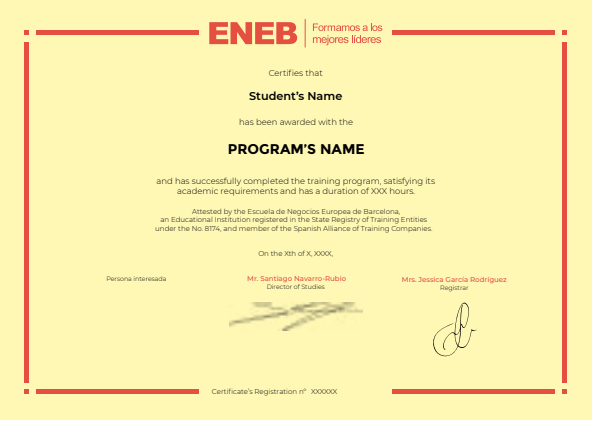 ENEB
Formamos a los
mejores líderes
Certifies that
Student's Name
has been awarded with the
PROGRAM'S NAME
and has successfully completed the training program, satisfying its
academic requirements and has a duration of XXX hours.
Attested by the Escuela de Negocios Europea de Barcelona,
an Educational Institution registered in the State Registry of Training Entities
under the No. 8174, and member of the Spanish Alliance of Training Companies.
On the Xth of X, XXXX,
Persona interesada
Mr. Santiago Navarro-Rubio
Director of Studies
Mrs. Jessica García Rodríguez
Registrar
Certificate's Registration nº XXXXXX